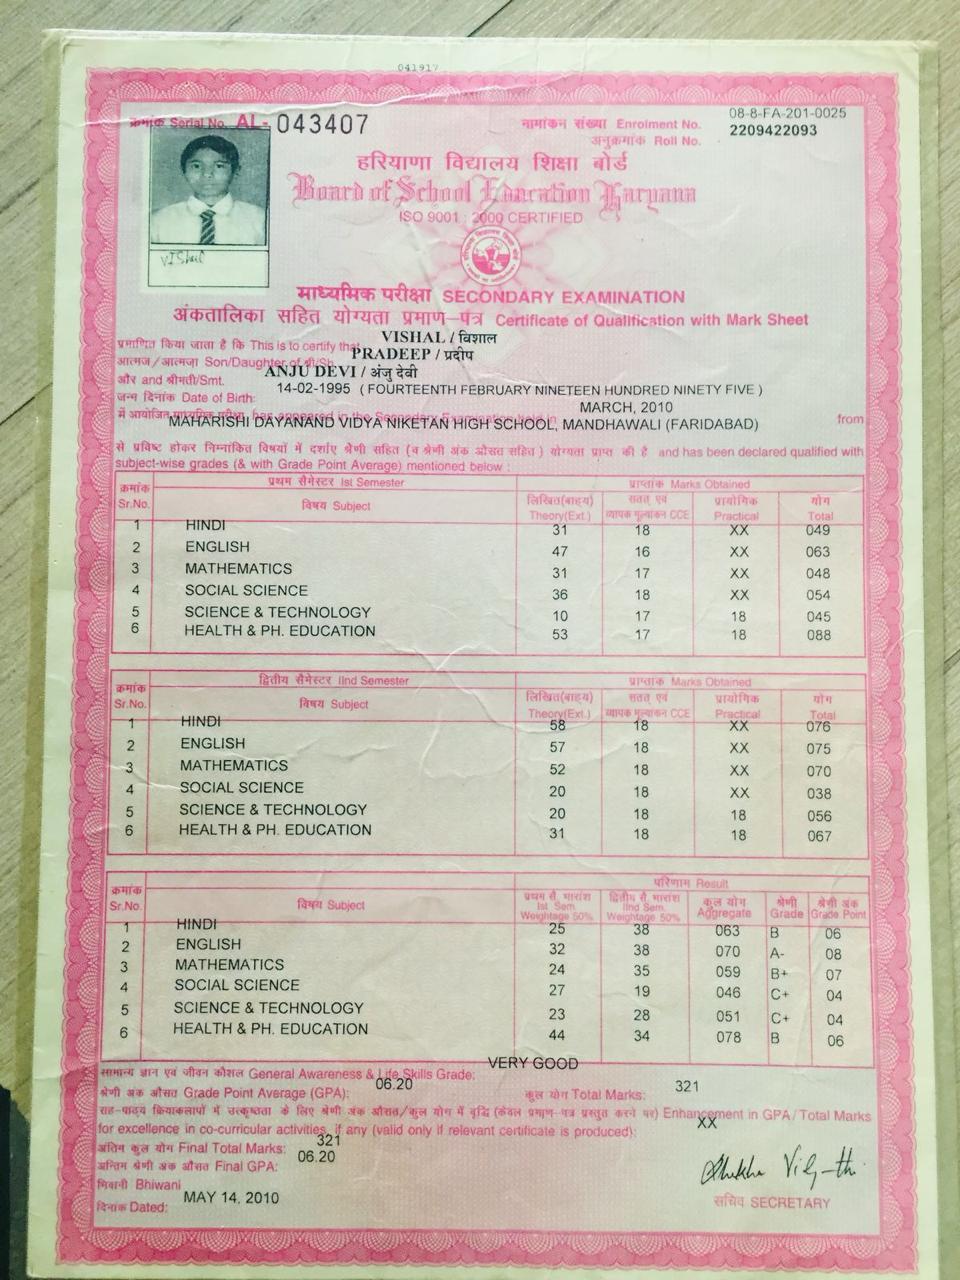 041917
क्रमांक Serial No. AL- 043407
08-8-FA-201-0025
नामांकन संख्या Enrolment No. 2209422093
अनुक्रमांक Roll No.
हरियाणा विद्यालय शिक्षा बोर्ड
Board of School Education Haryana
ISO 9001 : 2000 CERTIFIED
Vishal
माध्यमिक परीक्षा SECONDARY EXAMINATION
अंकतालिका सहित योग्यता प्रमाण-पत्र Certificate of Qualification with Mark Sheet
प्रमाणित किया जाता है कि This is to certify that VISHAL / विशाल
आत्मज/आत्मजा Son/Daughter of श्री/Sh. PRADEEP / प्रदीप
और and श्रीमती/Smt. ANJU DEVI / अंजु देवी
जन्म दिनांक Date of Birth: 14-02-1995 ( FOURTEENTH FEBRUARY NINETEEN HUNDRED NINETY FIVE )
में आयोजित माध्यमिक परीक्षा, has appeared in the Secondary Examination held in MARCH, 2010 from
MAHARISHI DAYANAND VIDYA NIKETAN HIGH SCHOOL, MANDHAWALI (FARIDABAD)
से प्रविष्ट होकर निम्नांकित विषयों में दर्शाए श्रेणी सहित (व श्रेणी अंक औसत सहित) योग्यता प्राप्त की है and has been declared qualified with
subject-wise grades (& with Grade Point Average) mentioned below :
क्रमांक प्रथम सैमेस्टर Ist Semester प्राप्तांक Marks Obtained
Sr.No. विषय Subject लिखित(बाह्य) Theory(Ext.) सतत् एवं व्यापक मूल्यांकन CCE प्रायोगिक Practical योग Total
1 HINDI 31 18 XX 049
2 ENGLISH 47 16 XX 063
3 MATHEMATICS 31 17 XX 048
4 SOCIAL SCIENCE 36 18 XX 054
5 SCIENCE & TECHNOLOGY 10 17 18 045
6 HEALTH & PH. EDUCATION 53 17 18 088
क्रमांक द्वितीय सैमेस्टर IInd Semester प्राप्तांक Marks Obtained
Sr.No. विषय Subject लिखित(बाह्य) Theory(Ext.) सतत् एवं व्यापक मूल्यांकन CCE प्रायोगिक Practical योग Total
1 HINDI 58 18 XX 076
2 ENGLISH 57 18 XX 075
3 MATHEMATICS 52 18 XX 070
4 SOCIAL SCIENCE 20 18 XX 038
5 SCIENCE & TECHNOLOGY 20 18 18 056
6 HEALTH & PH. EDUCATION 31 18 18 067
क्रमांक परिणाम Result
Sr.No. विषय Subject प्रथम सै. भारांश Ist Sem. Weightage 50% द्वितीय सै. भारांश IInd Sem. Weightage 50% कुल योग Aggregate श्रेणी Grade श्रेणी अंक Grade Point
1 HINDI 25 38 063 B 06
2 ENGLISH 32 38 070 A- 08
3 MATHEMATICS 24 35 059 B+ 07
4 SOCIAL SCIENCE 27 19 046 C+ 04
5 SCIENCE & TECHNOLOGY 23 28 051 C+ 04
6 HEALTH & PH. EDUCATION 44 34 078 B 06
सामान्य ज्ञान एवं जीवन कौशल General Awareness & Life Skills Grade: VERY GOOD
श्रेणी अंक औसत Grade Point Average (GPA): 06.20 कुल योग Total Marks: 321
सह-पाठ्य क्रियाकलापों में उत्कृष्ठता के लिए श्रेणी अंक औसत/कुल योग में वृद्धि (केवल प्रमाण-पत्र प्रस्तुत करने पर) Enhancement in GPA/Total Marks
for excellence in co-curricular activities, if any (valid only if relevant certificate is produced): XX
अंतिम कुल योग Final Total Marks: 321
अन्तिम श्रेणी अंक औसत Final GPA: 06.20
भिवानी Bhiwani
दिनांक Dated: MAY 14, 2010
सचिव SECRETARY